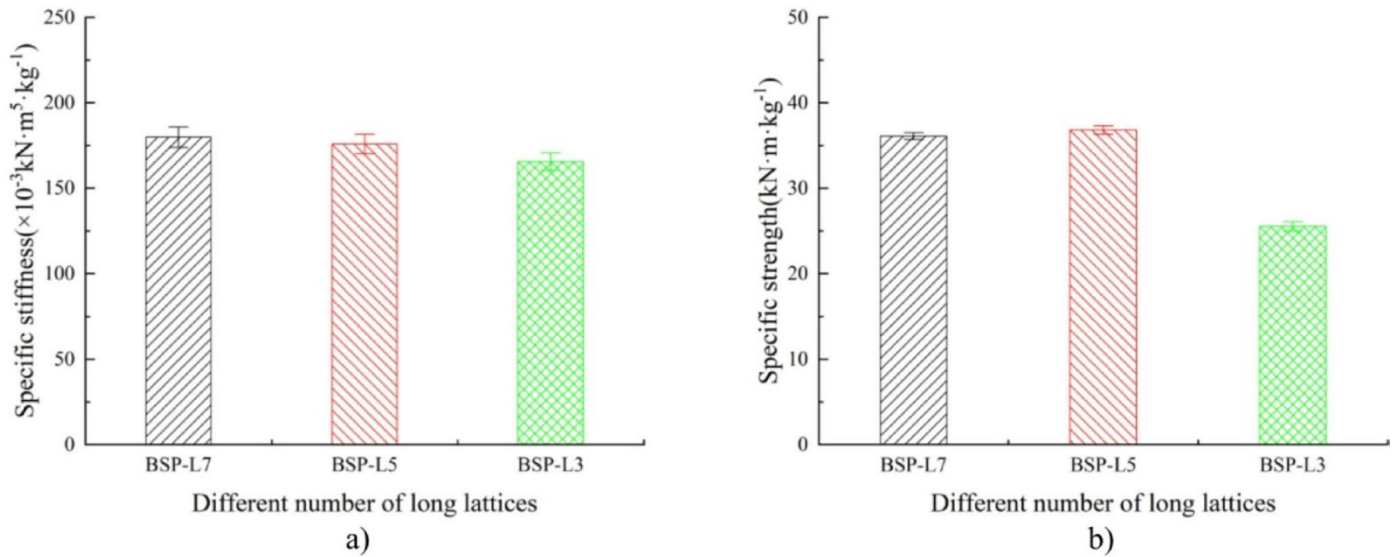 250
200
150
100
50
0
Specific stiffness(×10⁻³kN·m⁵·kg⁻¹)
BSP-L7 BSP-L5 BSP-L3
Different number of long lattices
a)
50
40
30
20
10
0
Specific strength(kN·m·kg⁻¹)
BSP-L7 BSP-L5 BSP-L3
Different number of long lattices
b)